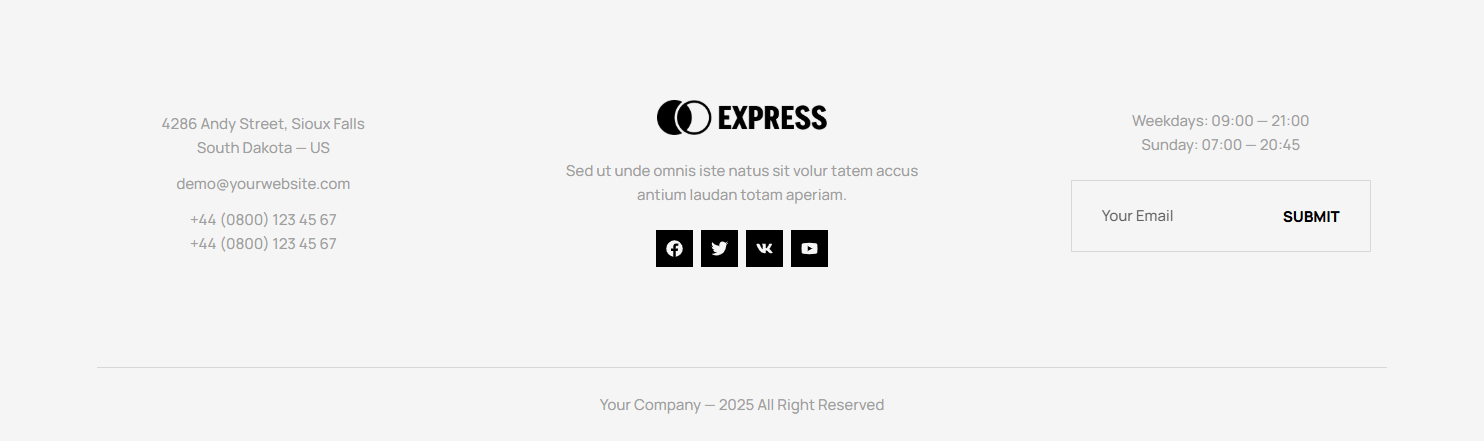 4286 Andy Street, Sioux Falls
South Dakota — US
demo@yourwebsite.com
+44 (0800) 123 45 67
+44 (0800) 123 45 67
EXPRESS
Sed ut unde omnis iste natus sit volur tatem accus
antium laudan totam aperiam.
Weekdays: 09:00 — 21:00
Sunday: 07:00 — 20:45
Your Email
SUBMIT
Your Company — 2025 All Right Reserved